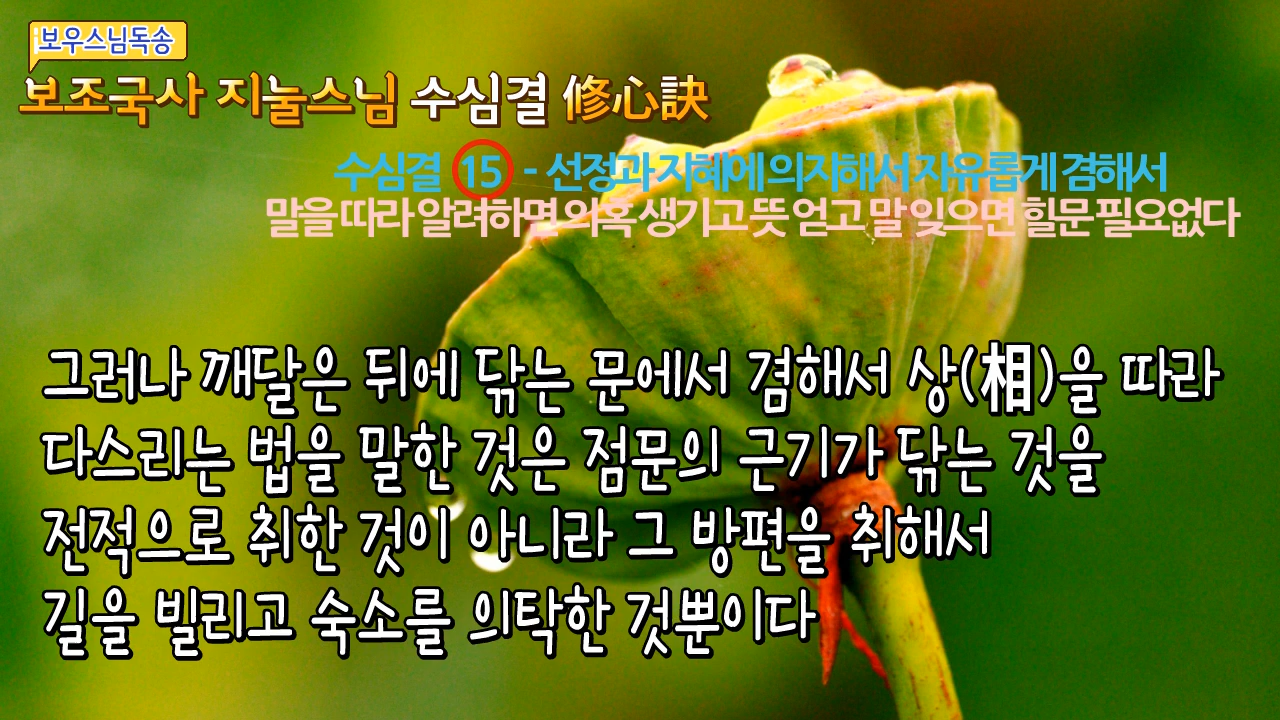 보우스님독송
보조국사 지눌스님 수심결 修心訣
수심결 15 - 선정과 지혜에 의지해서 자유롭게 겸해서
말을 따라 알려하면 의혹 생기고 뜻 얻고 말 잊으면 힐문 필요없다
그러나 깨달은 뒤에 닦는 문에서 겸해서 상(相)을 따라
다스리는 법을 말한 것은 점문의 근기가 닦는 것을
전적으로 취한 것이 아니라 그 방편을 취해서
길을 빌리고 숙소를 의탁한 것뿐이다